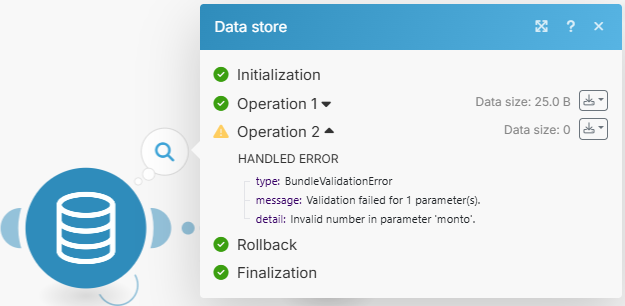 Data store
?
Initialization
Operation 1 Data size: 25.0 B
Operation 2 Data size: 0
HANDLED ERROR
type: BundleValidationError
message: Validation failed for 1 parameter(s).
detail: Invalid number in parameter 'monto'.
Rollback
Finalization